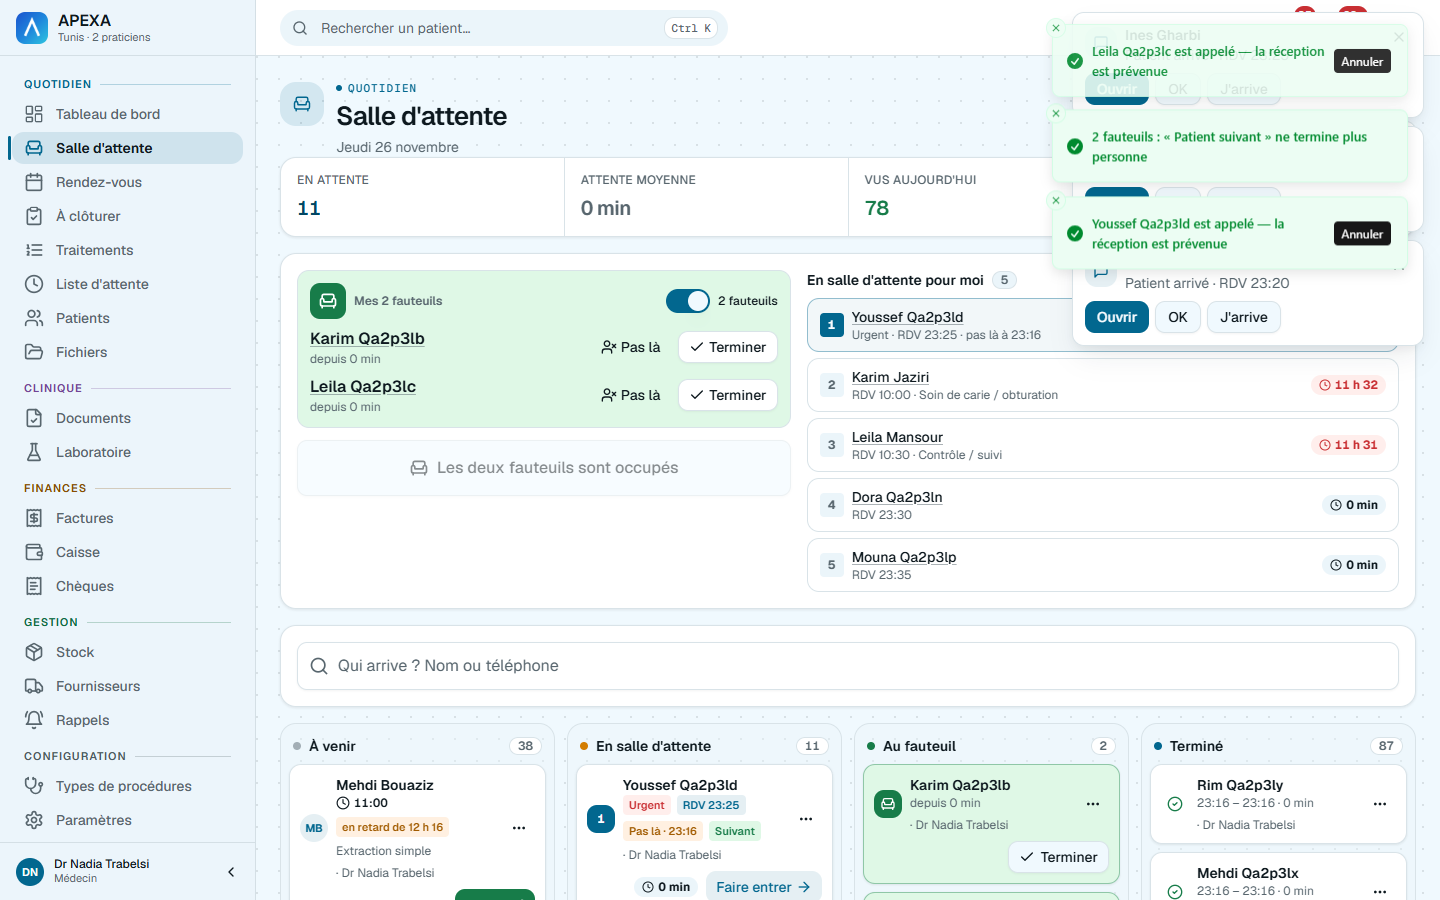 APEXA
Tunis · 2 praticiens
Rechercher un patient…
Ctrl K
QUOTIDIEN
Tableau de bord
Salle d'attente
Rendez-vous
À clôturer
Traitements
Liste d'attente
Patients
Fichiers
CLINIQUE
Documents
Laboratoire
FINANCES
Factures
Caisse
Chèques
GESTION
Stock
Fournisseurs
Rappels
CONFIGURATION
Types de procédures
Paramètres
DN
Dr Nadia Trabelsi
Médecin
QUOTIDIEN
Salle d'attente
Jeudi 26 novembre
EN ATTENTE
11
ATTENTE MOYENNE
0 min
VUS AUJOURD'HUI
78
Ines Gharbi
Leila Qa2p3lc est appelé — la réception
est prévenue
Annuler
Ouvrir
OK
J'arrive
2 fauteuils : « Patient suivant » ne termine plus
personne
Youssef Qa2p3ld est appelé — la
réception est prévenue
Annuler
Patient arrivé · RDV 23:20
Ouvrir
OK
J'arrive
Mes 2 fauteuils
2 fauteuils
Karim Qa2p3lb
depuis 0 min
Pas là
Terminer
Leila Qa2p3lc
depuis 0 min
Pas là
Terminer
Les deux fauteuils sont occupés
En salle d'attente pour moi
5
1
Youssef Qa2p3ld
Urgent · RDV 23:25 · pas là à 23:16
2
Karim Jaziri
RDV 10:00 · Soin de carie / obturation
11 h 32
3
Leila Mansour
RDV 10:30 · Contrôle / suivi
11 h 31
4
Dora Qa2p3ln
RDV 23:30
0 min
5
Mouna Qa2p3lp
RDV 23:35
0 min
Qui arrive ? Nom ou téléphone
À venir
38
Mehdi Bouaziz
11:00
MB
en retard de 12 h 16
Extraction simple
· Dr Nadia Trabelsi
En salle d'attente
11
Youssef Qa2p3ld
1
Urgent
RDV 23:25
Pas là · 23:16
Suivant
· Dr Nadia Trabelsi
0 min
Faire entrer
Au fauteuil
2
Karim Qa2p3lb
depuis 0 min
· Dr Nadia Trabelsi
Terminer
Terminé
87
Rim Qa2p3ly
23:16 – 23:16 · 0 min
· Dr Nadia Trabelsi
Mehdi Qa2p3lx
23:16 – 23:16 · 0 min
· Dr Nadia Trabelsi